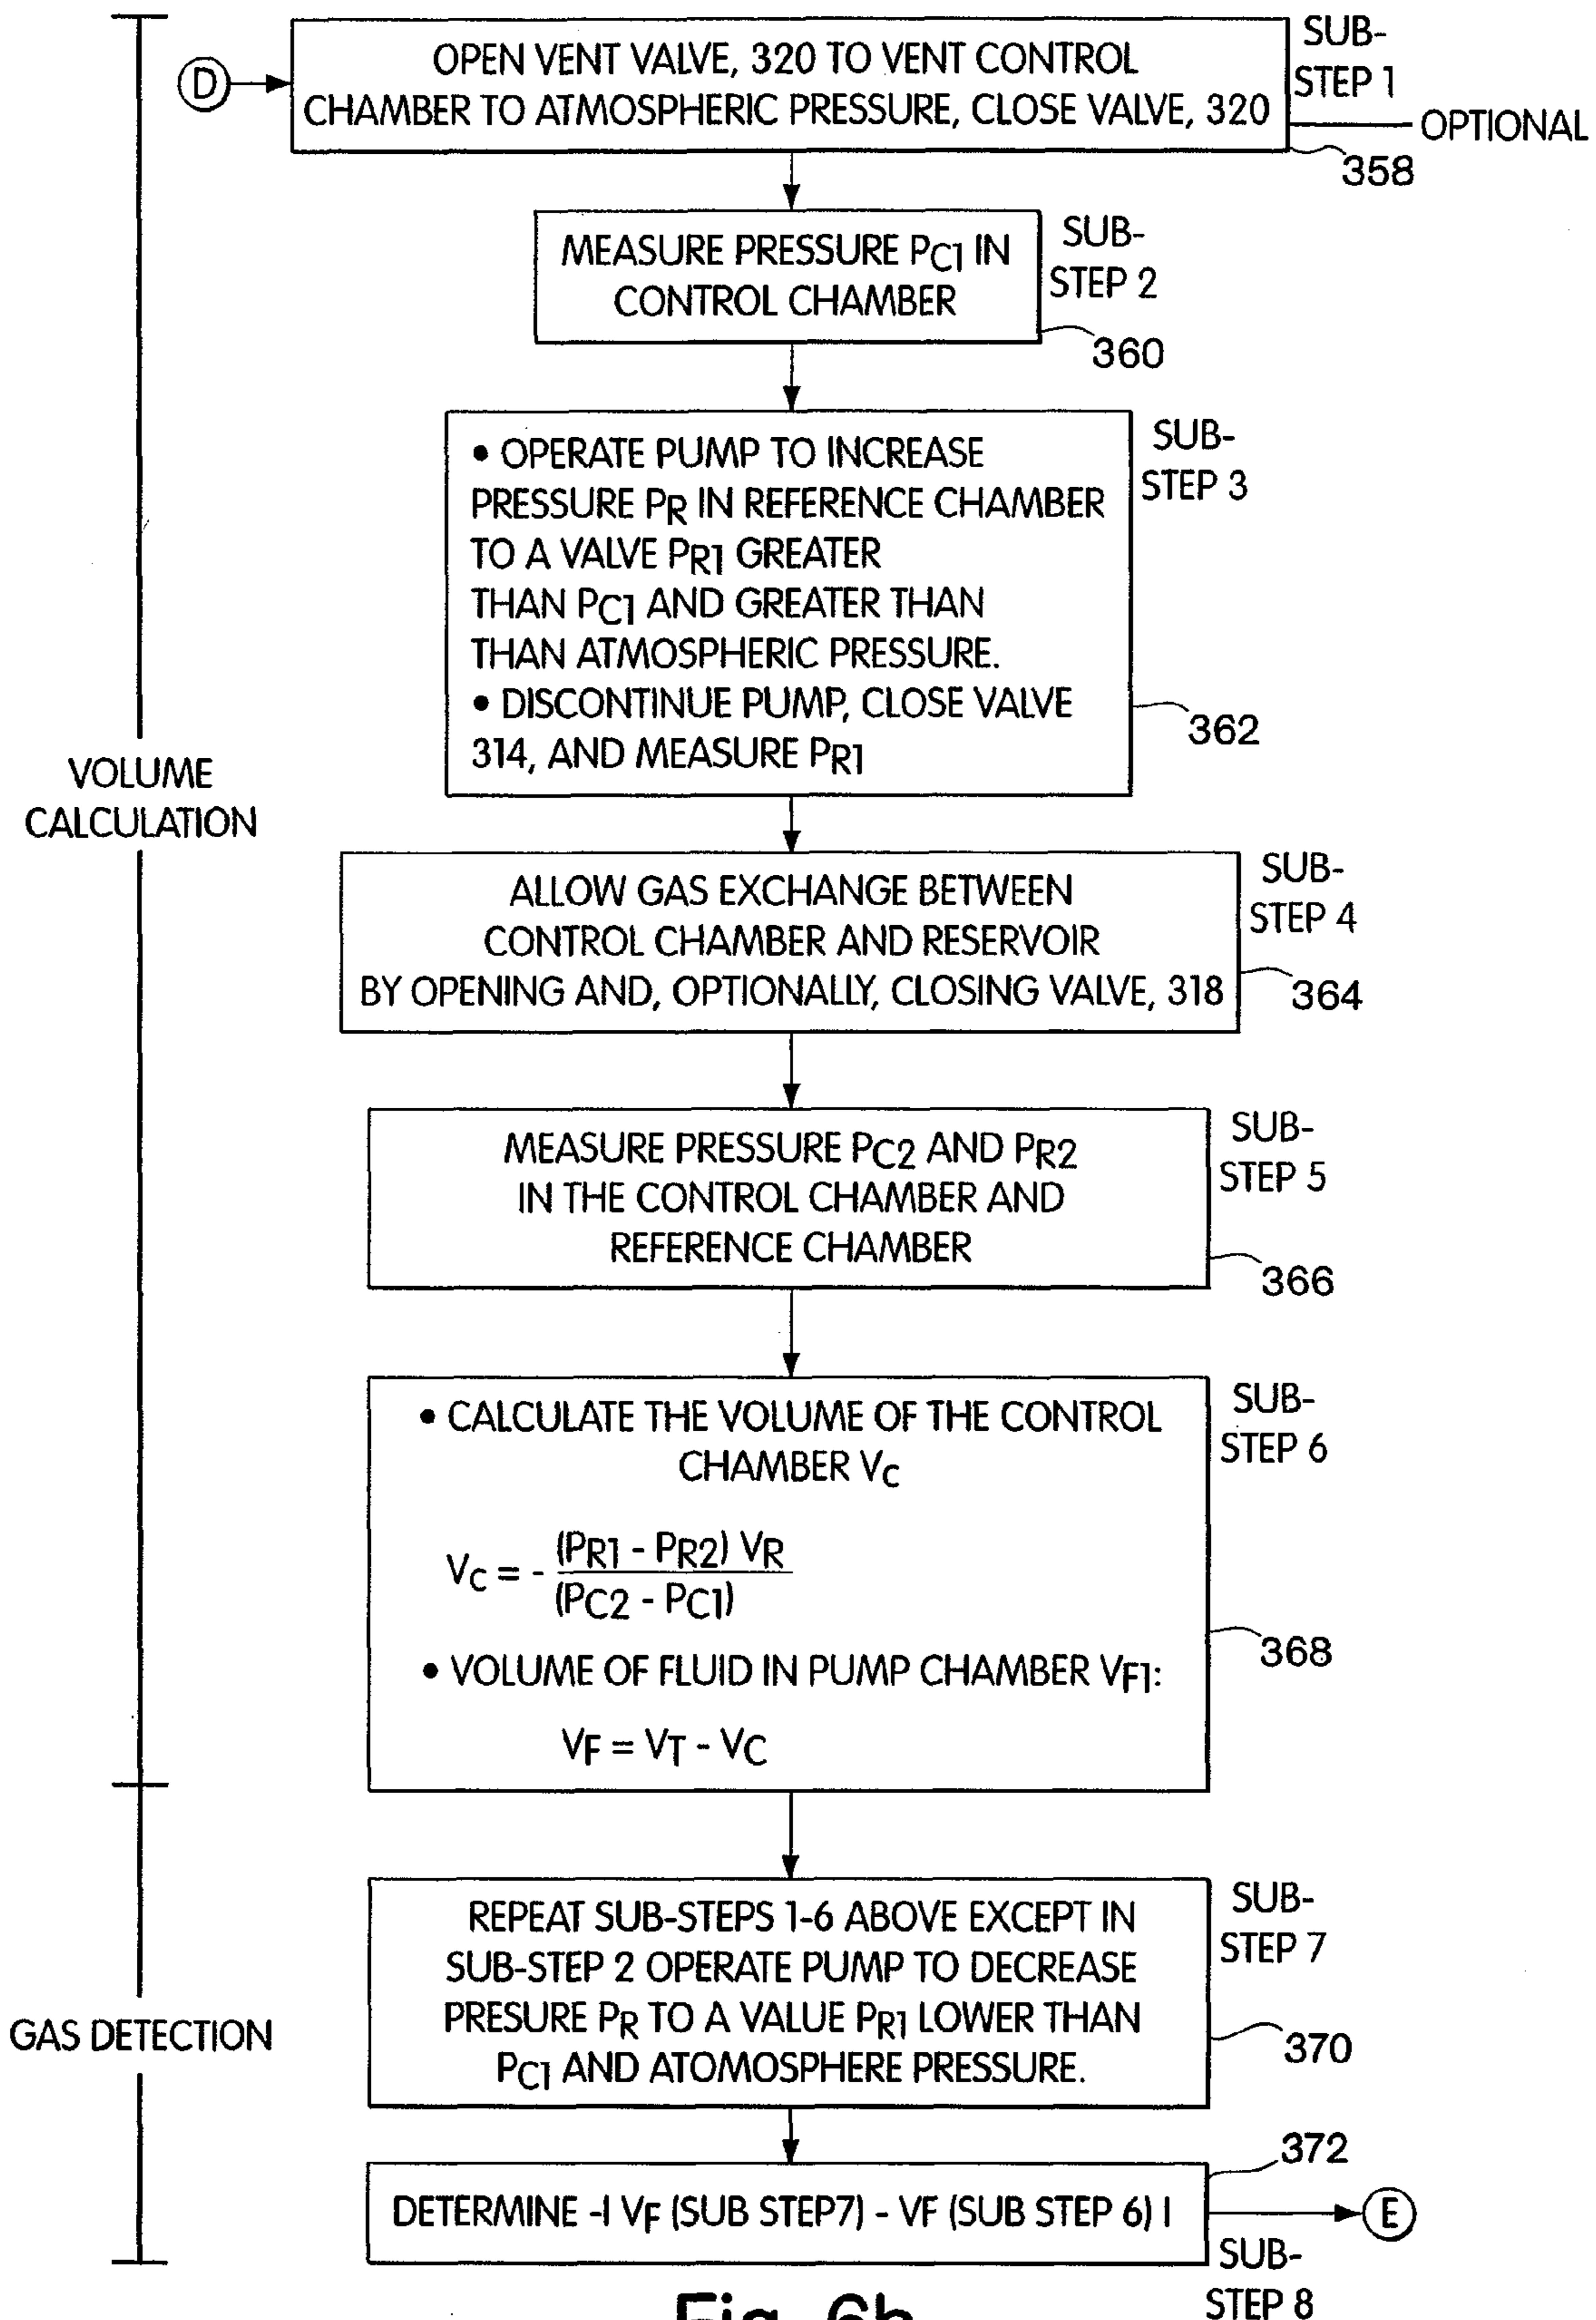 D
OPEN VENT VALVE, 320 TO VENT CONTROL
CHAMBER TO ATMOSPHERIC PRESSURE, CLOSE VALVE, 320
SUB-
STEP 1
OPTIONAL
358
MEASURE PRESSURE PC1 IN
CONTROL CHAMBER
SUB-
STEP 2
360
• OPERATE PUMP TO INCREASE
PRESSURE PR IN REFERENCE CHAMBER
TO A VALVE PR1 GREATER
THAN PC1 AND GREATER THAN
THAN ATMOSPHERIC PRESSURE.
• DISCONTINUE PUMP, CLOSE VALVE
314, AND MEASURE PR1
SUB-
STEP 3
362
VOLUME
CALCULATION
ALLOW GAS EXCHANGE BETWEEN
CONTROL CHAMBER AND RESERVOIR
BY OPENING AND, OPTIONALLY, CLOSING VALVE, 318
SUB-
STEP 4
364
MEASURE PRESSURE PC2 AND PR2
IN THE CONTROL CHAMBER AND
REFERENCE CHAMBER
SUB-
STEP 5
366
• CALCULATE THE VOLUME OF THE CONTROL
CHAMBER VC
VC = - (PR1 - PR2) VR
(PC2 - PC1)
• VOLUME OF FLUID IN PUMP CHAMBER VF1:
VF = VT - VC
SUB-
STEP 6
368
REPEAT SUB-STEPS 1-6 ABOVE EXCEPT IN
SUB-STEP 2 OPERATE PUMP TO DECREASE
PRESURE PR TO A VALUE PR1 LOWER THAN
PC1 AND ATOMOSPHERE PRESSURE.
SUB-
STEP 7
370
GAS DETECTION
DETERMINE -I VF (SUB STEP7) - VF (SUB STEP 6) I
372
E
SUB-
STEP 8
Fig. 6b